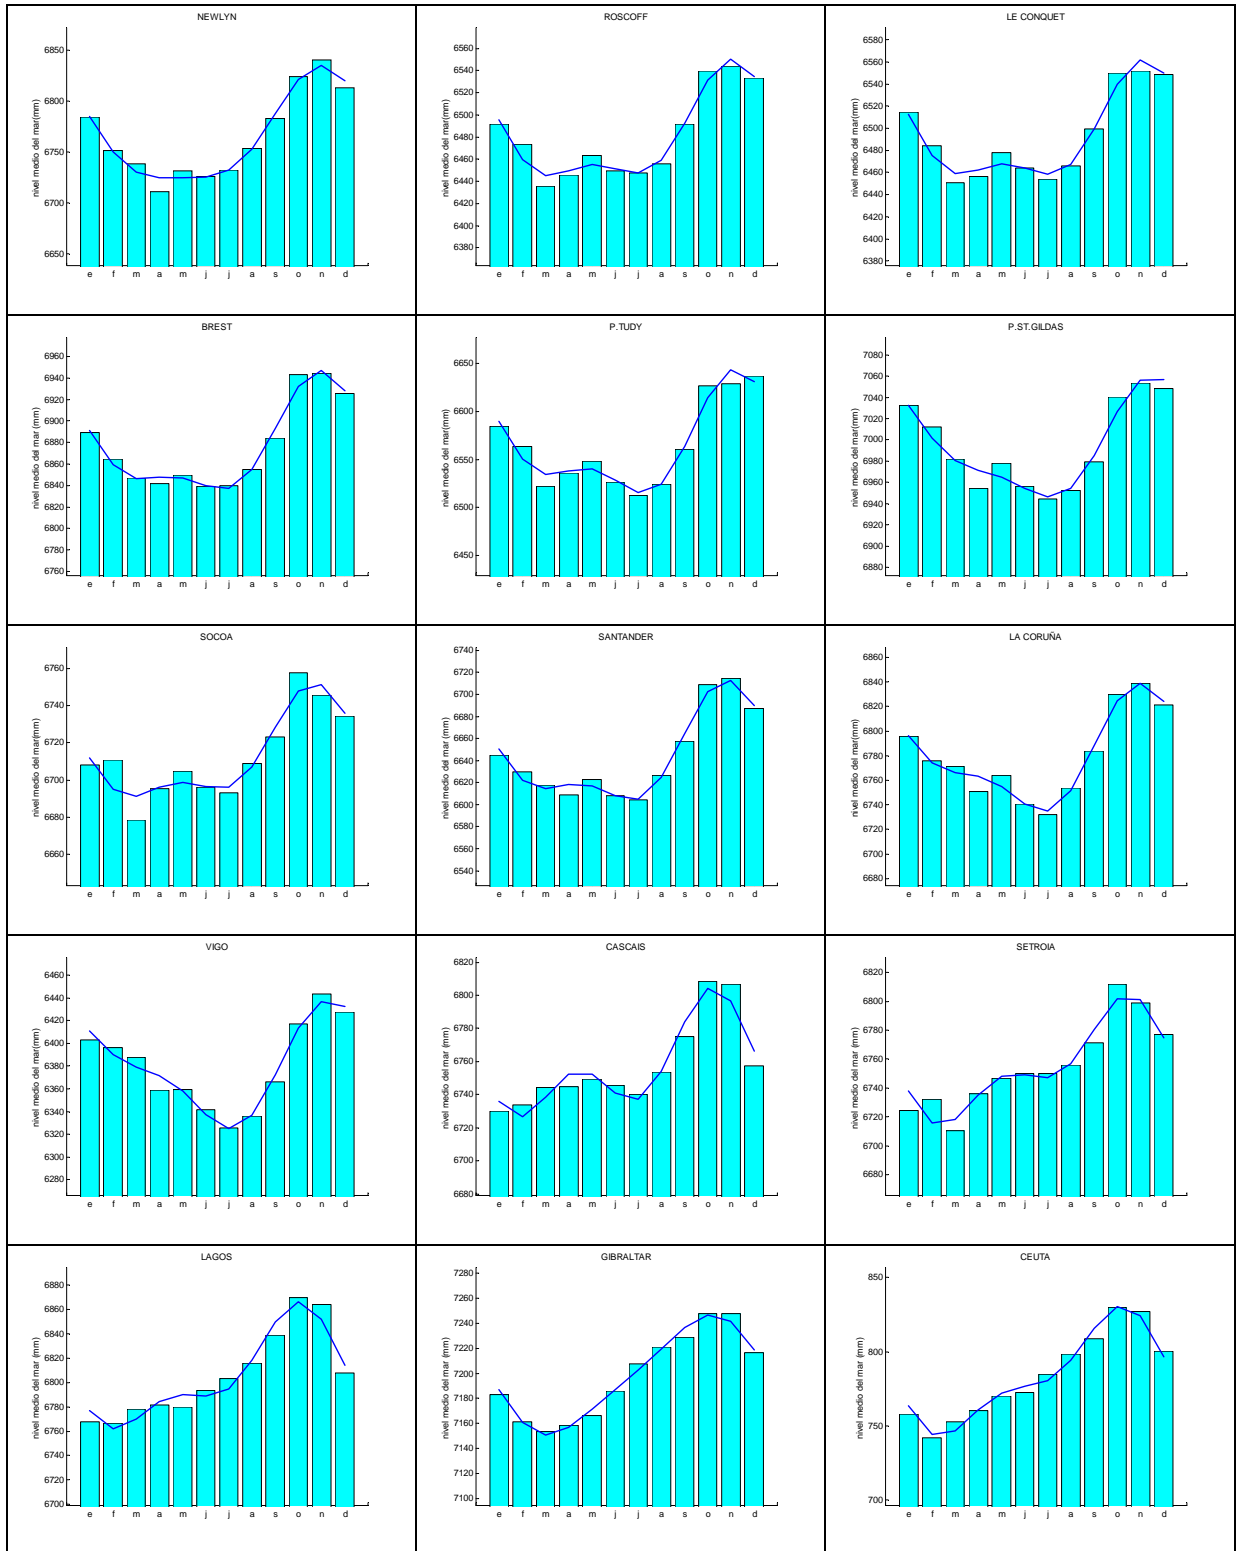 NEWLYN
nivel medio del mar(mm)
6850
6800
6750
6700
6650
e f m a m j j a s o n d
ROSCOFF
nivel medio del mar(mm)
6560
6540
6520
6500
6480
6460
6440
6420
6400
6380
e f m a m j j a s o n d
LE CONQUET
nivel medio del mar(mm)
6580
6560
6540
6520
6500
6480
6460
6440
6420
6400
6380
e f m a m j j a s o n d
BREST
nivel medio del mar (mm)
6960
6940
6920
6900
6880
6860
6840
6820
6800
6780
6760
e f m a m j j a s o n d
P.TUDY
nivel medio del mar(mm)
6650
6600
6550
6500
6450
e f m a m j j a s o n d
P.ST.GILDAS
nivel medio del mar (mm)
7080
7060
7040
7020
7000
6980
6960
6940
6920
6900
6880
e f m a m j j a s o n d
SOCOA
nivel medio del mar(mm)
6760
6740
6720
6700
6680
6660
e f m a m j j a s o n d
SANTANDER
nivel medio del mar(mm)
6740
6720
6700
6680
6660
6640
6620
6600
6580
6560
6540
e f m a m j j a s o n d
LA CORUÑA
nivel medio del mar(mm)
6860
6840
6820
6800
6780
6760
6740
6720
6700
6680
e f m a m j j a s o n d
VIGO
nivel medio del mar(mm)
6460
6440
6420
6400
6380
6360
6340
6320
6300
6280
e f m a m j j a s o n d
CASCAIS
nivel medio del mar (mm)
6820
6800
6780
6760
6740
6720
6700
6680
e f m a m j j a s o n d
SETROIA
nivel medio del mar (mm)
6820
6800
6780
6760
6740
6720
6700
6680
e f m a m j j a s o n d
LAGOS
nivel medio del mar (mm)
6880
6860
6840
6820
6800
6780
6760
6740
6720
6700
e f m a m j j a s o n d
GIBRALTAR
nivel medio del mar (mm)
7280
7260
7240
7220
7200
7180
7160
7140
7120
7100
e f m a m j j a s o n d
CEUTA
nivel medio del mar (mm)
850
800
750
700
e f m a m j j a s o n d